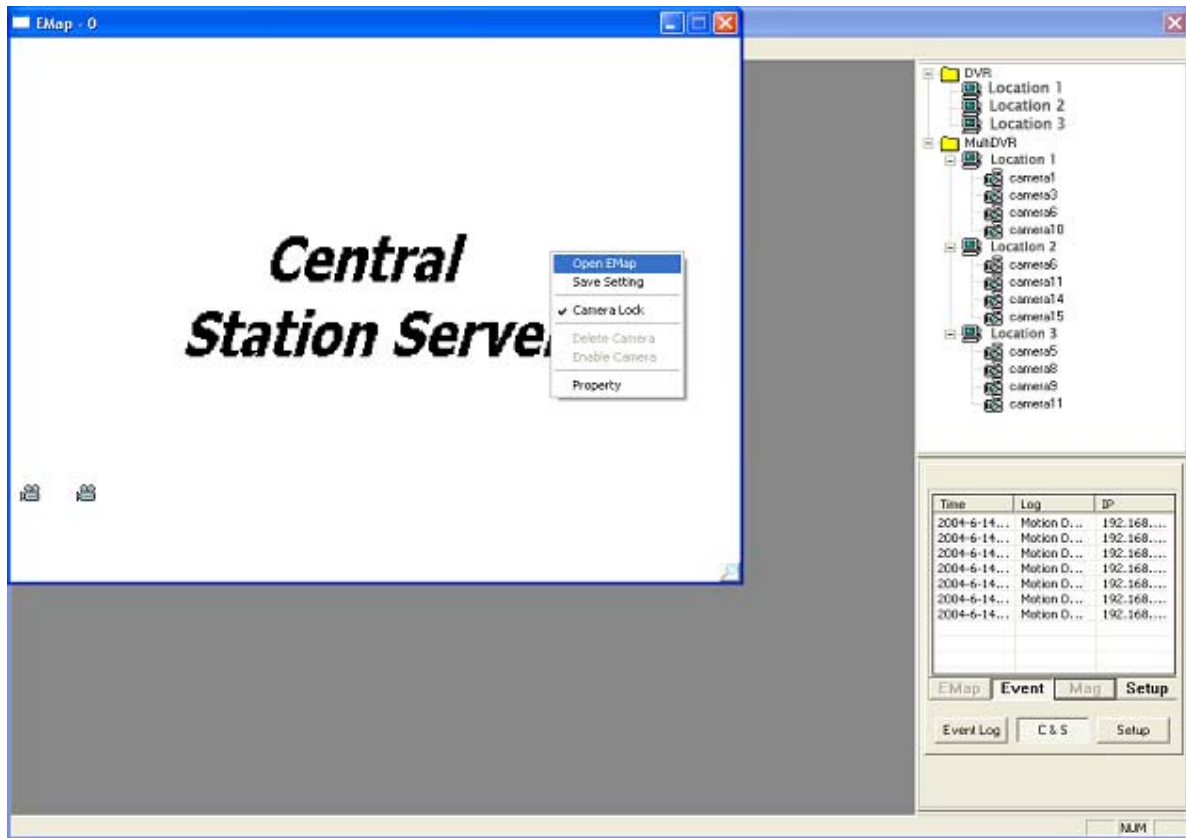 EMap - 0
Central
Station Server
Open EMap
Save Setting
Camera Lock
Delete Camera
Enable Camera
Property
DVR
Location 1
Location 2
Location 3
MultiDVR
Location 1
camera1
camera3
camera6
camera10
Location 2
camera6
camera11
camera14
camera15
Location 3
camera5
camera8
camera9
camera11
Time Log IP
2004-6-14... Motion D... 192.168....
2004-6-14... Motion D... 192.168....
2004-6-14... Motion D... 192.168....
2004-6-14... Motion D... 192.168....
2004-6-14... Motion D... 192.168....
2004-6-14... Motion D... 192.168....
2004-6-14... Motion D... 192.168....
EMap Event Mag Setup
Event Log C & S Setup
NUM